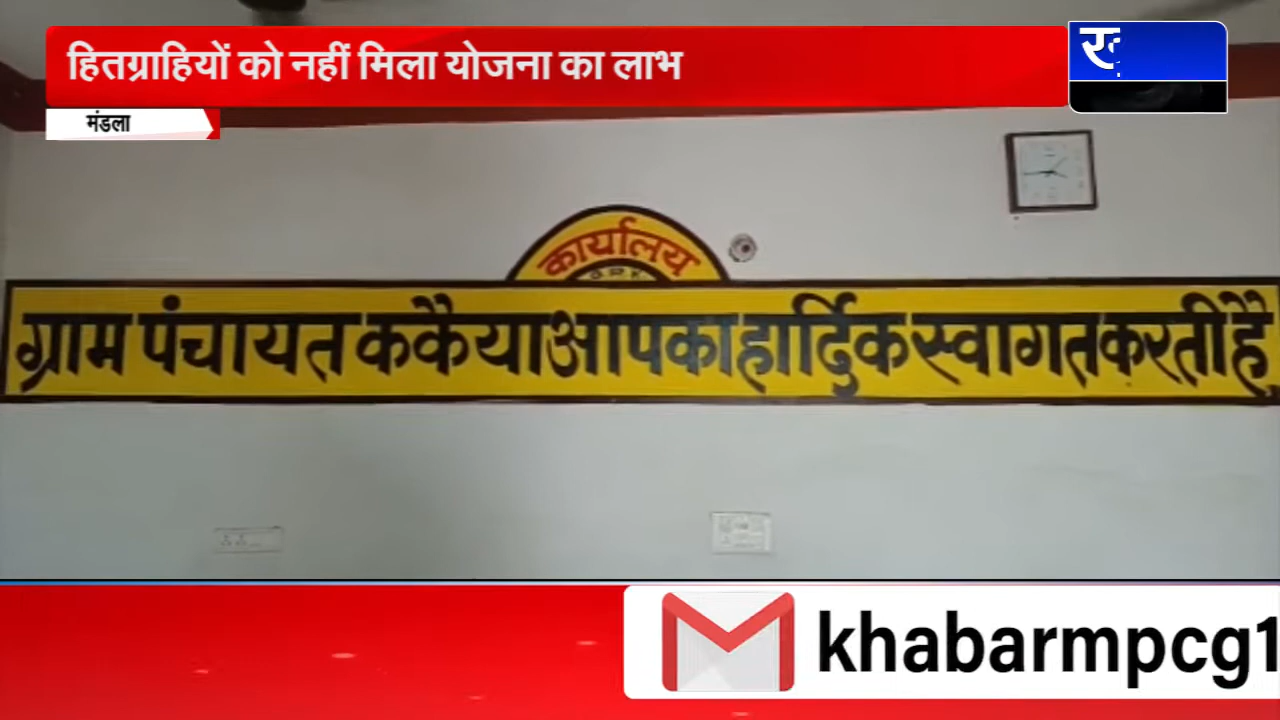 हितग्राहियों को नहीं मिला योजना का लाभ
मंडला
कार्यालय
ग्राम पंचायत ककैया आपका हार्दिक स्वागत करती है
khabarmpcg1